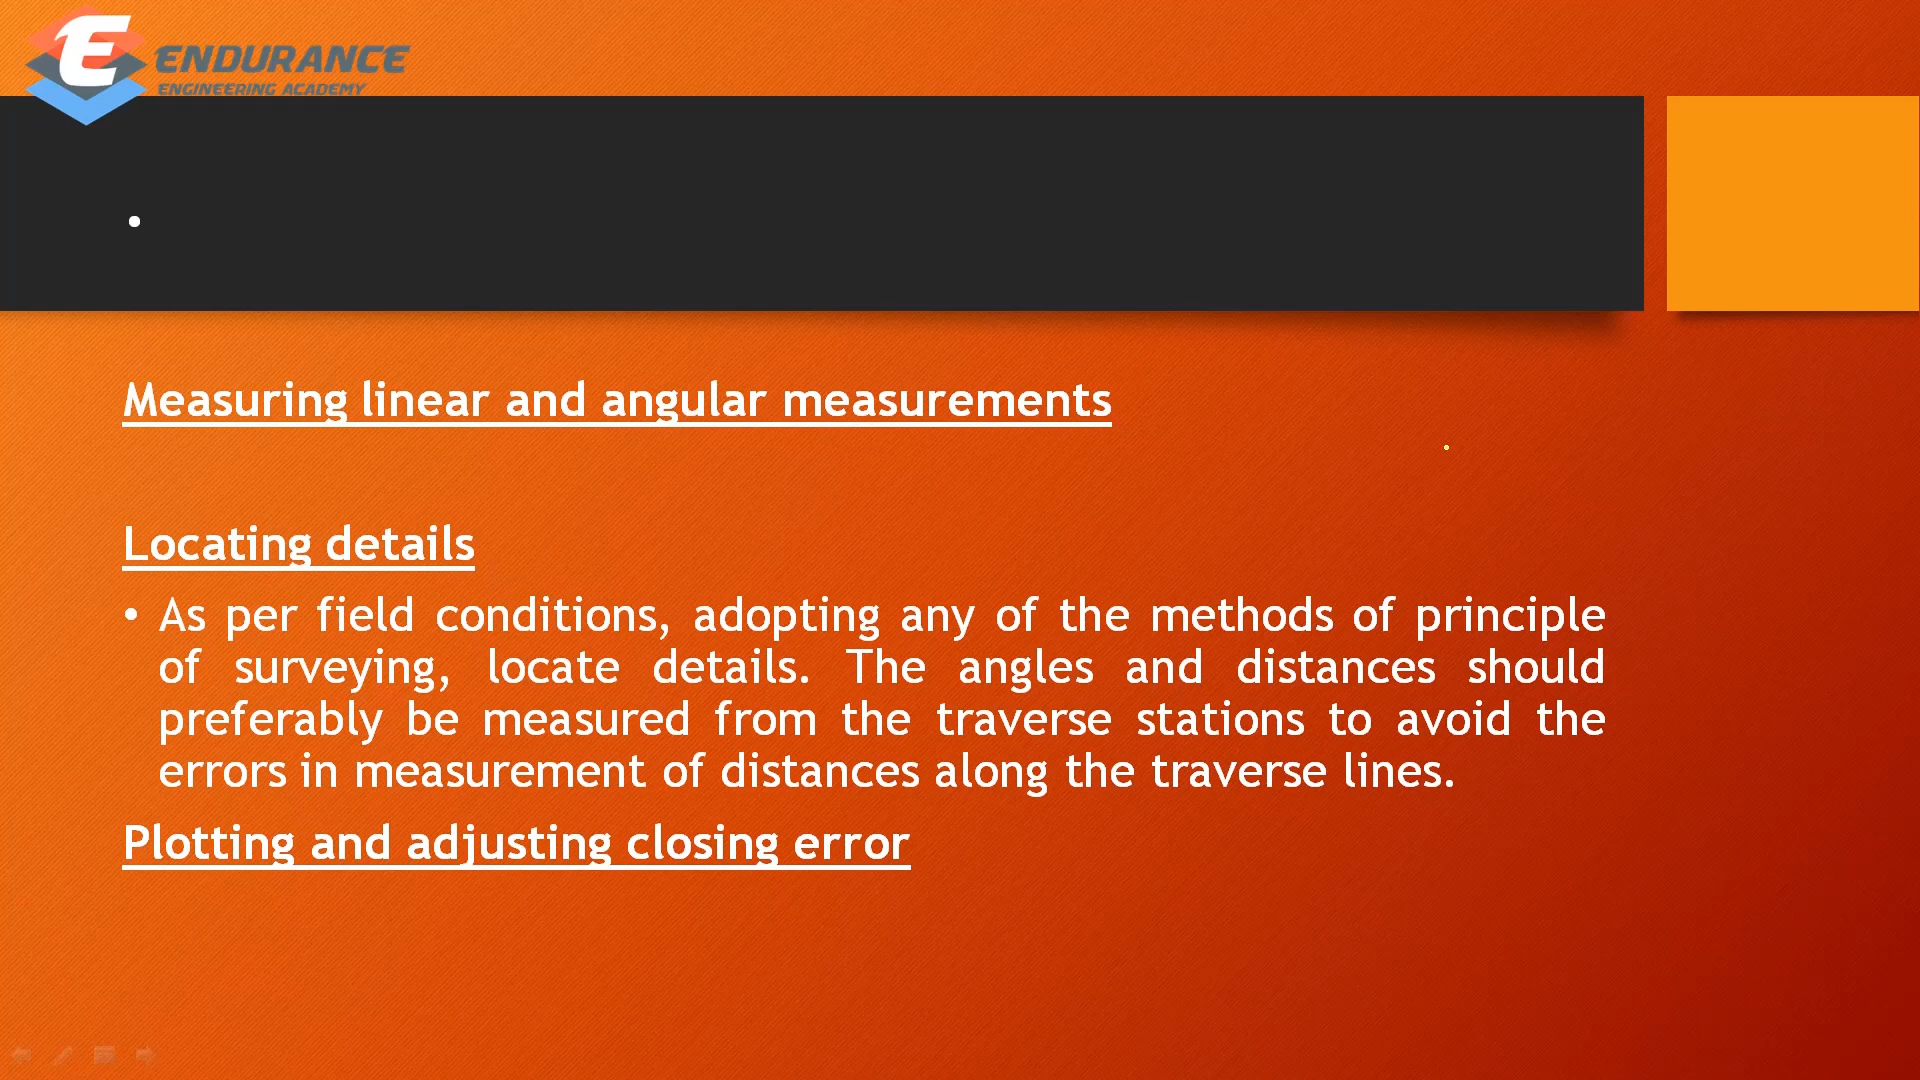 ENDURANCE
ENGINEERING ACADEMY
•
Measuring linear and angular measurements
Locating details
• As per field conditions, adopting any of the methods of principle
of surveying, locate details. The angles and distances should
preferably be measured from the traverse stations to avoid the
errors in measurement of distances along the traverse lines.
Plotting and adjusting closing error